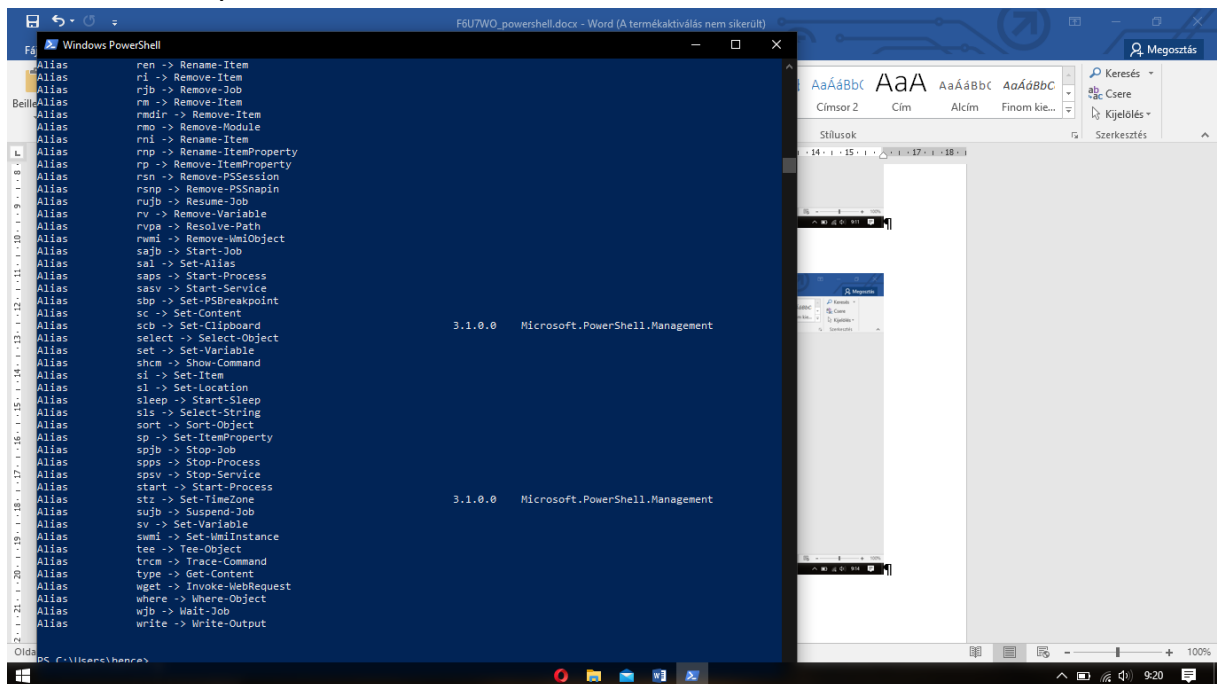 F6U7WO_powershell.docx - Word (A termékaktiválás nem sikerült)
Windows PowerShell
Megosztás
Alias ren -> Rename-Item
Alias ri -> Remove-Item
Alias rjb -> Remove-Job
Alias rm -> Remove-Item
Alias rmdir -> Remove-Item
Alias rmo -> Remove-Module
Alias rni -> Rename-Item
Alias rnp -> Rename-ItemProperty
Alias rp -> Remove-ItemProperty
Alias rsn -> Remove-PSSession
Alias rsnp -> Remove-PSSnapin
Alias rujb -> Resume-Job
Alias rv -> Remove-Variable
Alias rvpa -> Resolve-Path
Alias rwmi -> Remove-WmiObject
Alias sajb -> Start-Job
Alias sal -> Set-Alias
Alias saps -> Start-Process
Alias sasv -> Start-Service
Alias sbp -> Set-PSBreakpoint
Alias sc -> Set-Content
Alias scb -> Set-Clipboard 3.1.0.0 Microsoft.PowerShell.Management
Alias select -> Select-Object
Alias set -> Set-Variable
Alias shcm -> Show-Command
Alias si -> Set-Item
Alias sl -> Set-Location
Alias sleep -> Start-Sleep
Alias sls -> Select-String
Alias sort -> Sort-Object
Alias sp -> Set-ItemProperty
Alias spjb -> Stop-Job
Alias spps -> Stop-Process
Alias spsv -> Stop-Service
Alias start -> Start-Process
Alias stz -> Set-TimeZone 3.1.0.0 Microsoft.PowerShell.Management
Alias sujb -> Suspend-Job
Alias sv -> Set-Variable
Alias swmi -> Set-WmiInstance
Alias tee -> Tee-Object
Alias trcm -> Trace-Command
Alias type -> Get-Content
Alias wget -> Invoke-WebRequest
Alias where -> Where-Object
Alias wjb -> Wait-Job
Alias write -> Write-Output
PS C:\Users\bence>
AaÁáBb( AaÁ AaÁáBb( AaÁáBbC
Címsor 2 Cím Alcím Finom kie...
Stílusok
Keresés
Csere
Kijelölés
Szerkesztés
14 15 17 18
100%
9:20